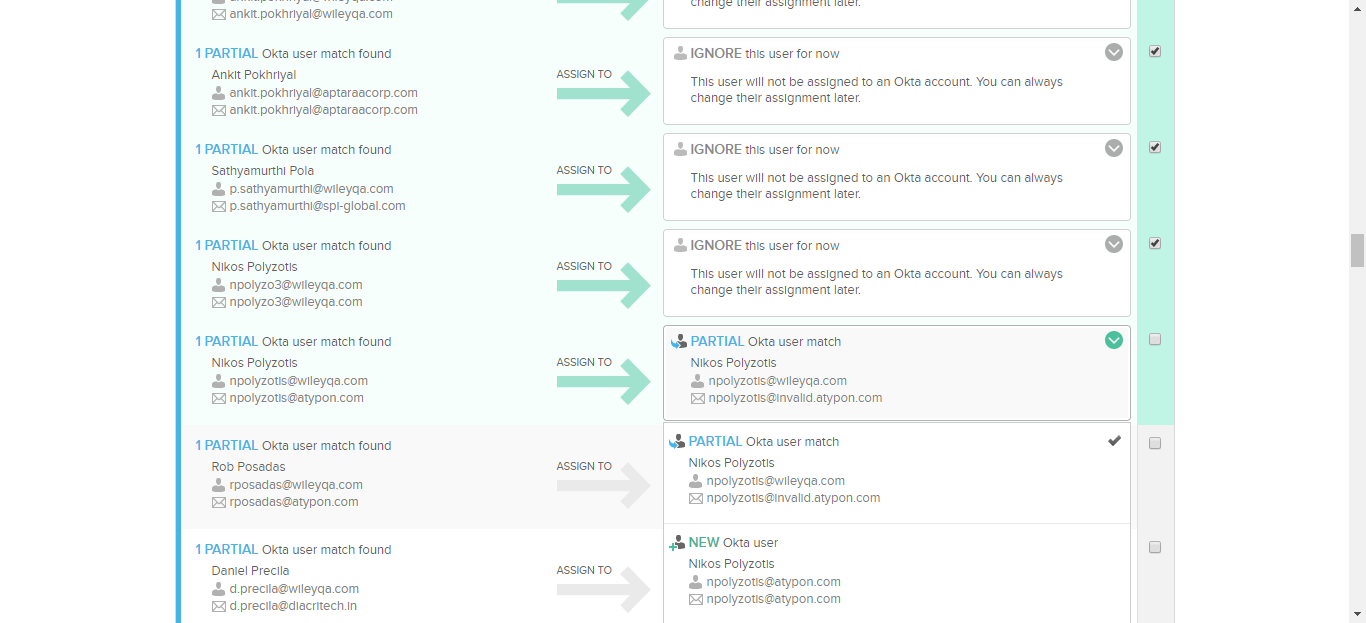 ankit.pokhriyal@wileyqa.com
change their assignment later.
1 PARTIAL Okta user match found
Ankit Pokhriyal
ankit.pokhriyal@aptaraacorp.com
ankit.pokhriyal@aptaraacorp.com
ASSIGN TO
IGNORE this user for now
This user will not be assigned to an Okta account. You can always
change their assignment later.
1 PARTIAL Okta user match found
Sathyamurthi Pola
p.sathyamurthi@wileyqa.com
p.sathyamurthi@spi-global.com
ASSIGN TO
IGNORE this user for now
This user will not be assigned to an Okta account. You can always
change their assignment later.
1 PARTIAL Okta user match found
Nikos Polyzotis
npolyzo3@wileyqa.com
npolyzo3@wileyqa.com
ASSIGN TO
IGNORE this user for now
This user will not be assigned to an Okta account. You can always
change their assignment later.
1 PARTIAL Okta user match found
Nikos Polyzotis
npolyzotis@wileyqa.com
npolyzotis@atypon.com
ASSIGN TO
PARTIAL Okta user match
Nikos Polyzotis
npolyzotis@wileyqa.com
npolyzotis@invalid.atypon.com
1 PARTIAL Okta user match found
Rob Posadas
rposadas@wileyqa.com
rposadas@atypon.com
ASSIGN TO
PARTIAL Okta user match
Nikos Polyzotis
npolyzotis@wileyqa.com
npolyzotis@invalid.atypon.com
1 PARTIAL Okta user match found
Daniel Precila
d.precila@wileyqa.com
d.precila@diacritech.in
ASSIGN TO
NEW Okta user
Nikos Polyzotis
npolyzotis@atypon.com
npolyzotis@atypon.com